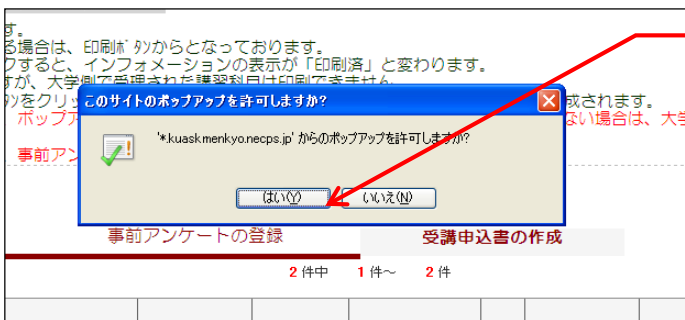 す。
る場合は、印刷ボタンからとなっております。
クすると、インフォメーションの表示が「印刷済」と変わります。
すが、大学側で受理された講習科目は印刷できません
ンをクリッ
成されます。
ポップア
ない場合は、大学
事前アン
このサイトのポップアップを許可しますか?
'*.kuaskmenkyo.necps.jp' からのポップアップを許可しますか?
はい(Y)
いいえ(N)
事前アンケートの登録
受講申込書の作成
2 件中 1 件~ 2 件